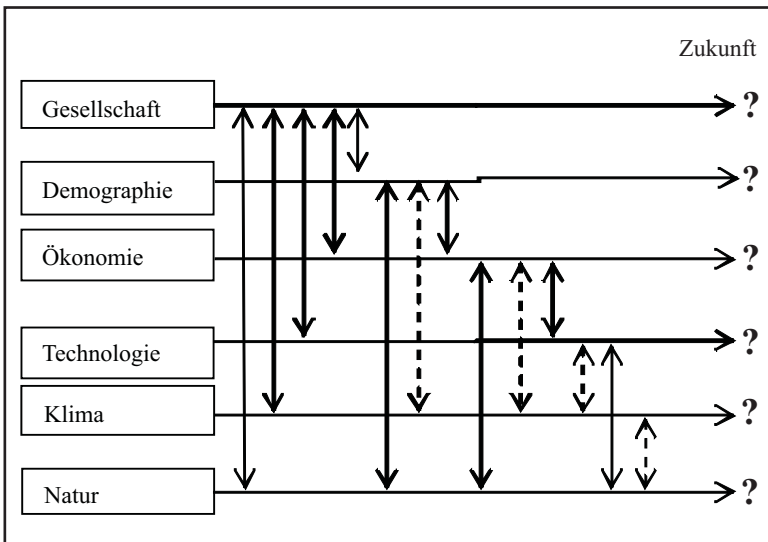 Zukunft
Gesellschaft ?
Demographie ?
Ökonomie ?
Technologie ?
Klima ?
Natur ?